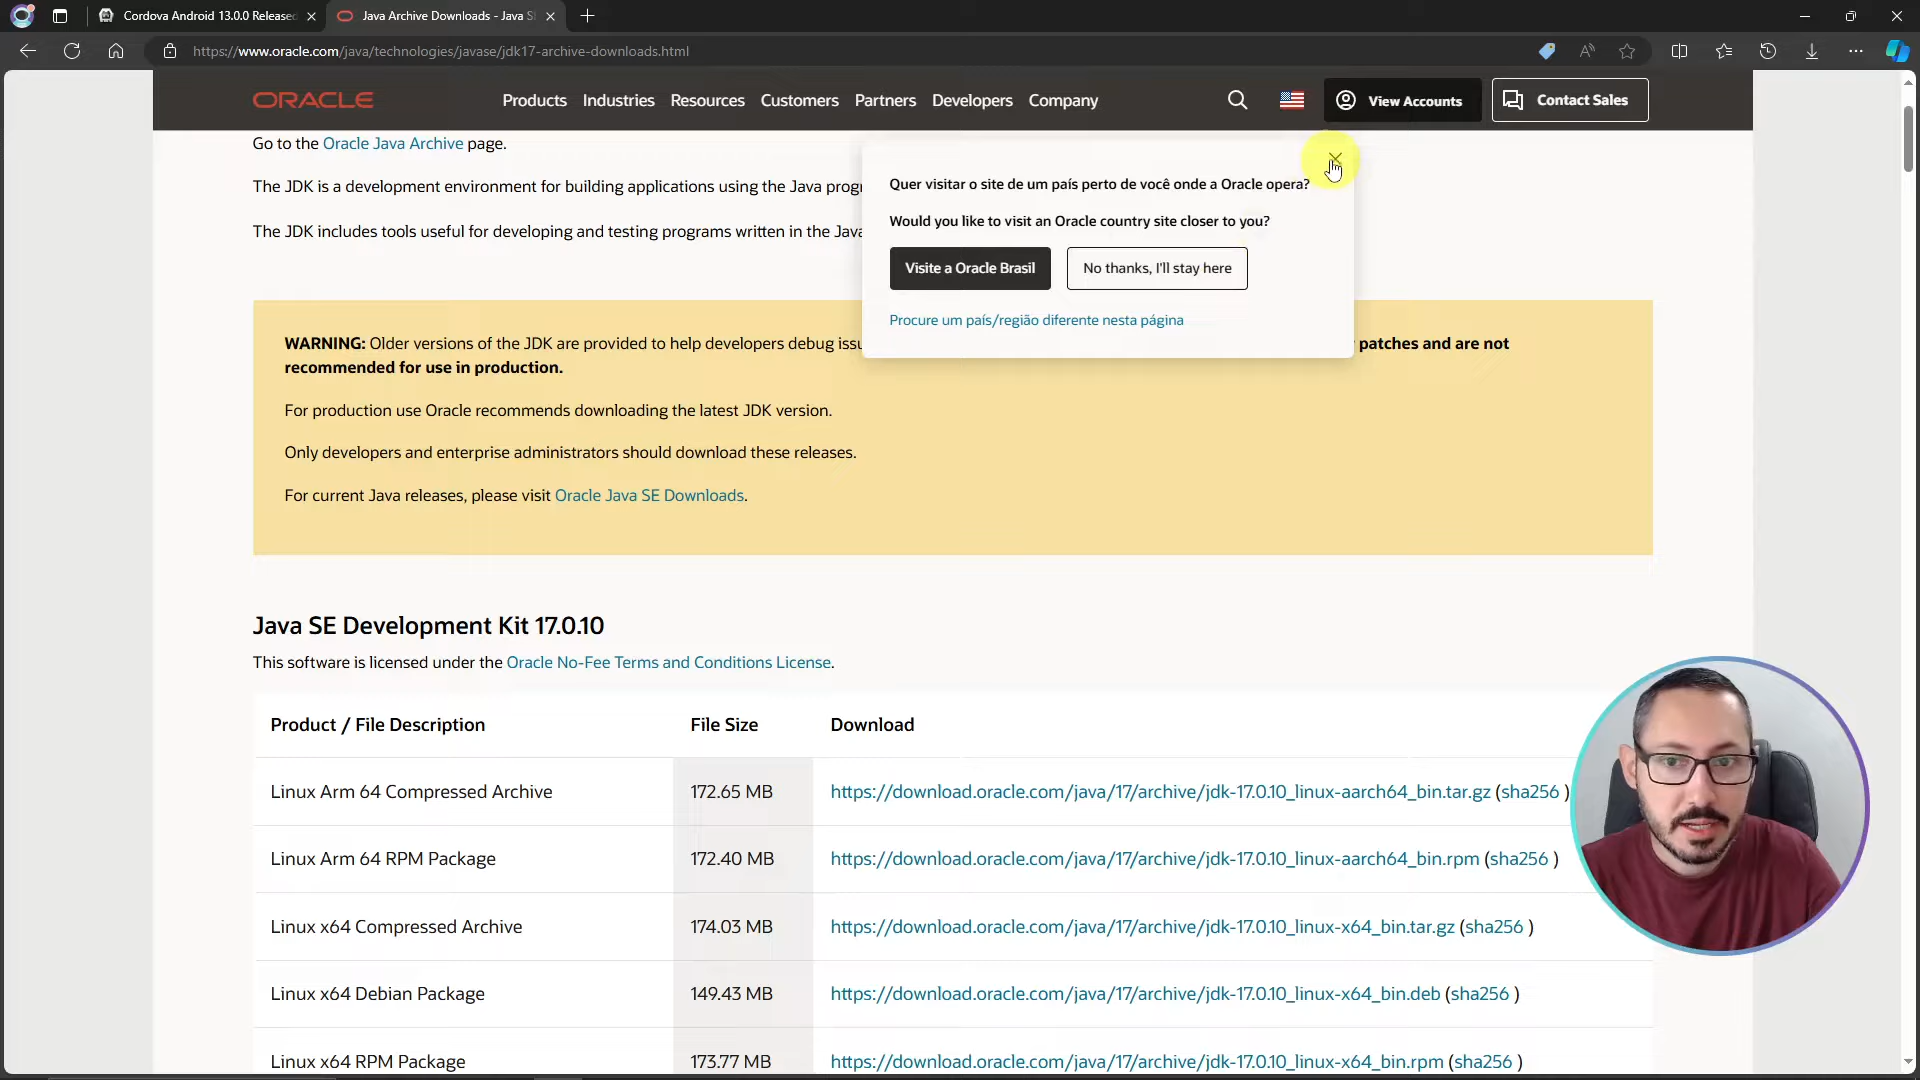 Cordova Android 13.0.0 Released
Java Archive Downloads - Java S
https://www.oracle.com/java/technologies/javase/jdk17-archive-downloads.html
ORACLE
Products Industries Resources Customers Partners Developers Company
View Accounts
Contact Sales
Go to the Oracle Java Archive page.
The JDK is a development environment for building applications using the Java
The JDK includes tools useful for developing and testing programs written in the Java
Quer visitar o site de um país perto de você onde a Oracle opera?
Would you like to visit an Oracle country site closer to you?
Visite a Oracle Brasil
No thanks, I'll stay here
Procure um país/região diferente nesta página
WARNING: Older versions of the JDK are provided to help developers debug patches and are not
recommended for use in production.
For production use Oracle recommends downloading the latest JDK version.
Only developers and enterprise administrators should download these releases.
For current Java releases, please visit Oracle Java SE Downloads.
Java SE Development Kit 17.0.10
This software is licensed under the Oracle No-Fee Terms and Conditions License.
Product / File Description File Size Download
Linux Arm 64 Compressed Archive 172.65 MB https://download.oracle.com/java/17/archive/jdk-17.0.10_linux-aarch64_bin.tar.gz (sha256 )
Linux Arm 64 RPM Package 172.40 MB https://download.oracle.com/java/17/archive/jdk-17.0.10_linux-aarch64_bin.rpm (sha256 )
Linux x64 Compressed Archive 174.03 MB https://download.oracle.com/java/17/archive/jdk-17.0.10_linux-x64_bin.tar.gz (sha256 )
Linux x64 Debian Package 149.43 MB https://download.oracle.com/java/17/archive/jdk-17.0.10_linux-x64_bin.deb (sha256 )
Linux x64 RPM Package 173.77 MB https://download.oracle.com/java/17/archive/jdk-17.0.10_linux-x64_bin.rpm (sha256 )